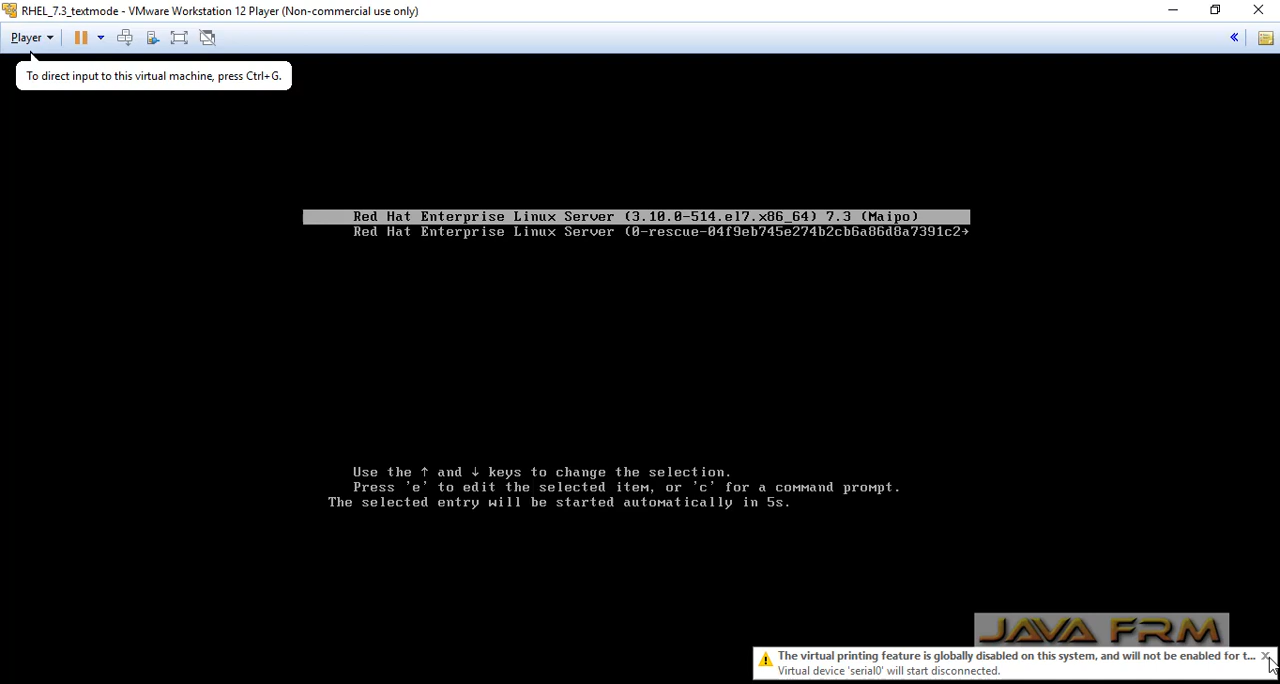 RHEL_7.3_textmode - VMware Workstation 12 Player (Non-commercial use only)
Player
To direct input to this virtual machine, press Ctrl+G.
Red Hat Enterprise Linux Server (3.10.0-514.el7.x86_64) 7.3 (Maipo)
Red Hat Enterprise Linux Server (0-rescue-04f9eb745e274b2cb6a86d8a7391c2→
Use the ↑ and ↓ keys to change the selection.
Press 'e' to edit the selected item, or 'c' for a command prompt.
The selected entry will be started automatically in 5s.
JAVA FRM
The virtual printing feature is globally disabled on this system, and will not be enabled for t...
Virtual device 'serial0' will start disconnected.